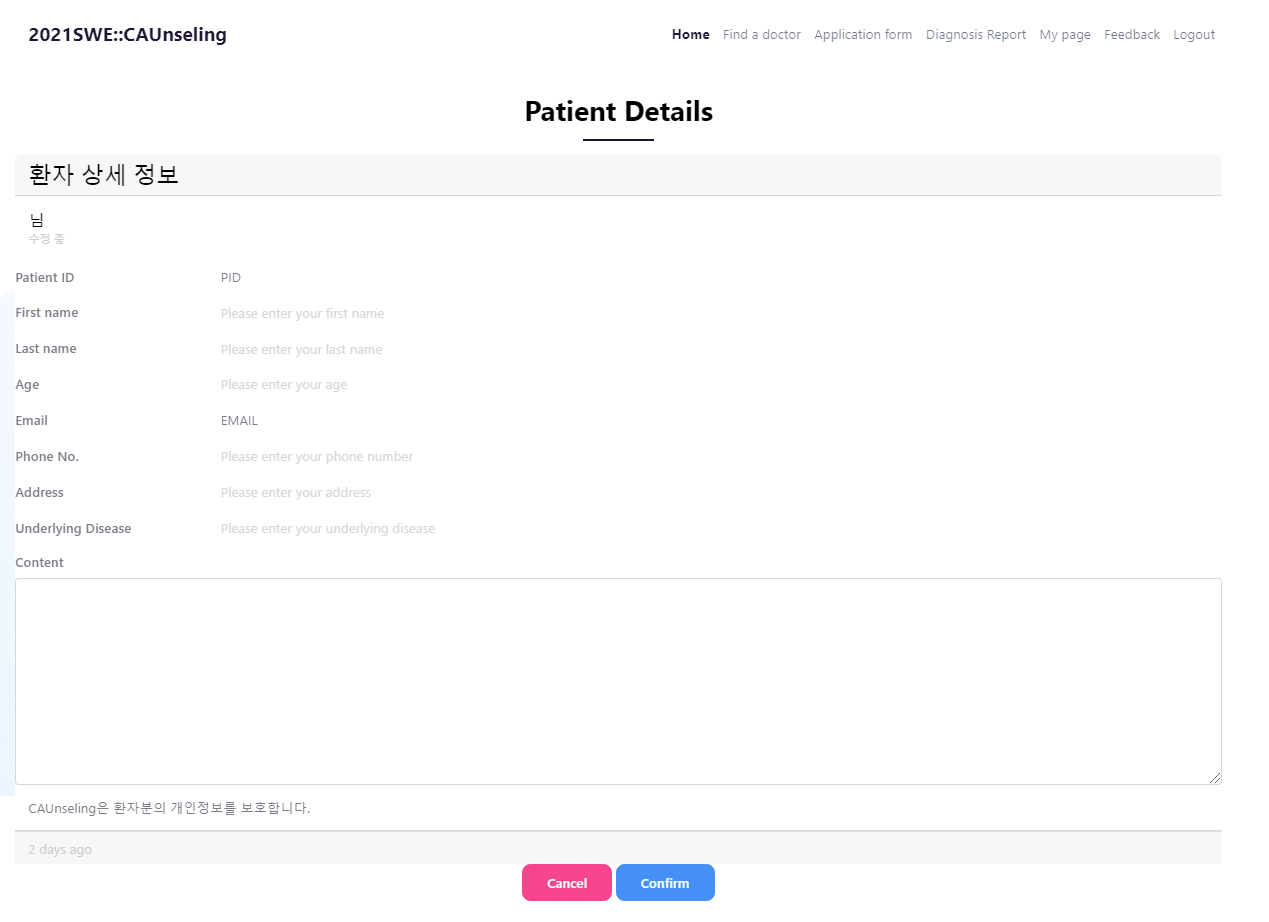 2021SWE::CAUnseling
Home Find a doctor Application form Diagnosis Report My page Feedback Logout
Patient Details
환자 상세 정보
님
수정 중
Patient ID PID
First name Please enter your first name
Last name Please enter your last name
Age Please enter your age
Email EMAIL
Phone No. Please enter your phone number
Address Please enter your address
Underlying Disease Please enter your underlying disease
Content
CAUnseling은 환자분의 개인정보를 보호합니다.
2 days ago
Cancel Confirm